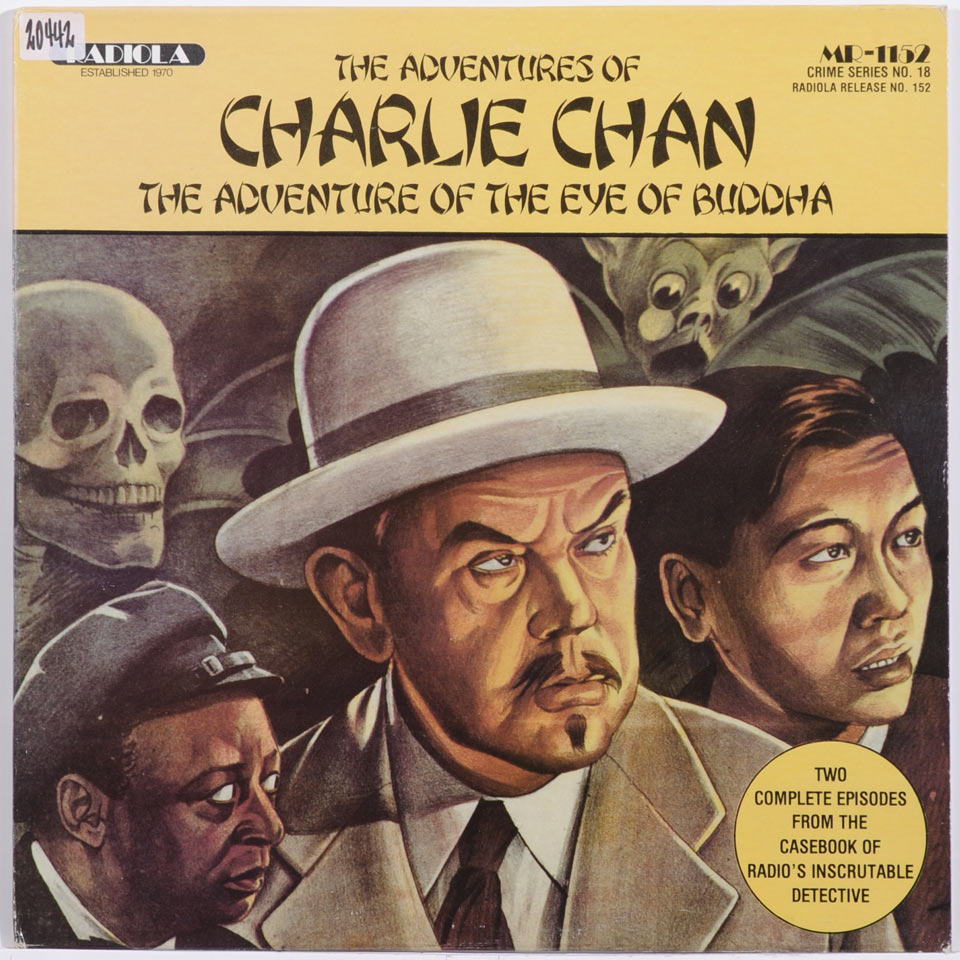 20442
RADIOLA
ESTABLISHED 1970
MR-1152
CRIME SERIES NO. 18
RADIOLA RELEASE NO. 152
THE ADVENTURES OF
CHARLIE CHAN
THE ADVENTURE OF THE EYE OF BUDDHA
TWO
COMPLETE EPISODES
FROM THE
CASEBOOK OF
RADIO'S INSCRUTABLE
DETECTIVE